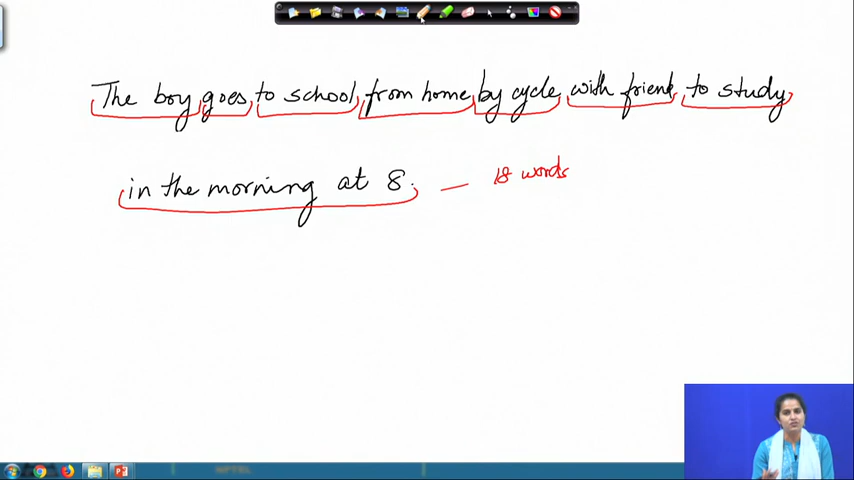 The boy goes to school from home by cycle with friend to study
in the morning at 8. — 18 words
NPTEL